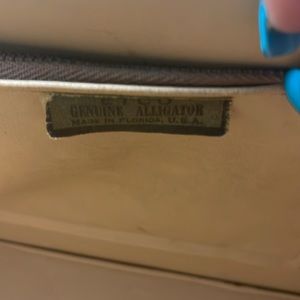 GENUINE ALLIGATOR
MADE IN FLORIDA, U.S.A.